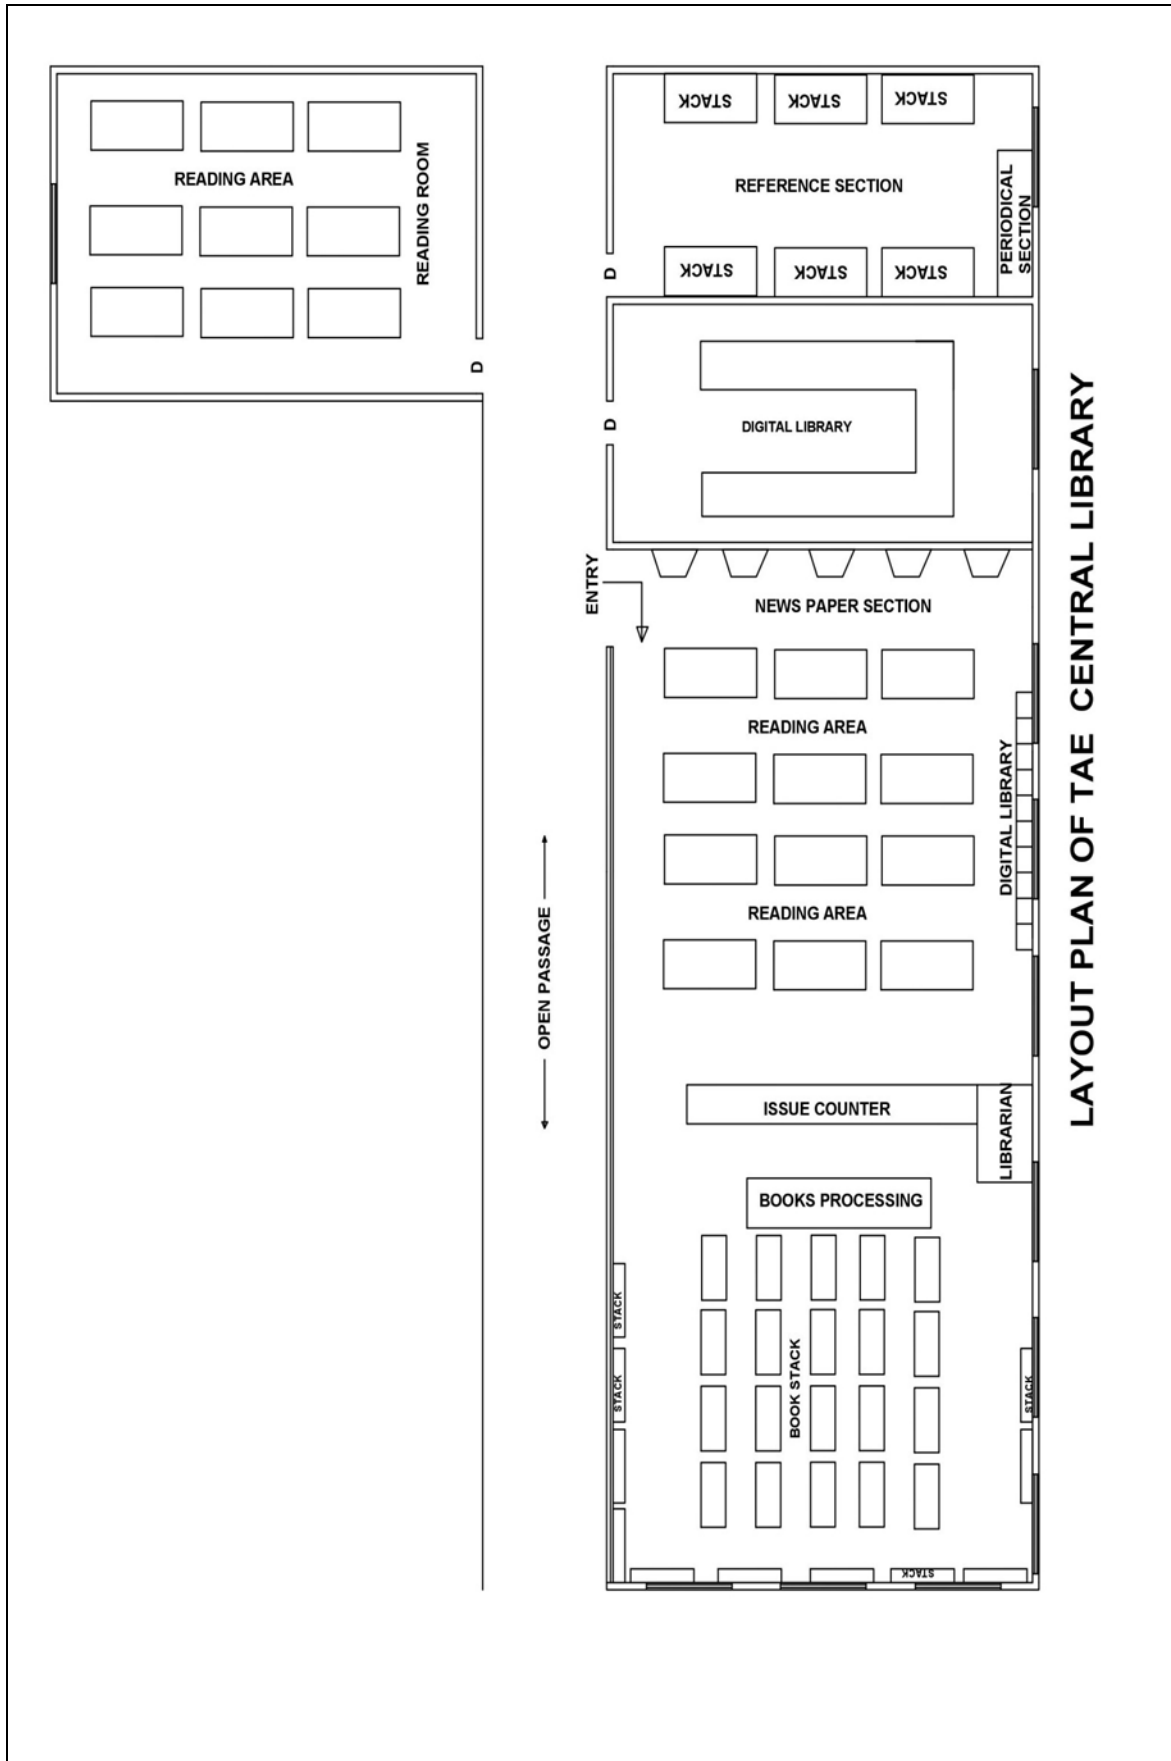 READING AREA
READING ROOM
D
STACK
STACK
STACK
REFERENCE SECTION
PERIODICAL
SECTION
STACK
STACK
STACK
D
DIGITAL LIBRARY
D
ENTRY
NEWS PAPER SECTION
READING AREA
DIGITAL LIBRARY
READING AREA
OPEN PASSAGE
ISSUE COUNTER
LIBRARIAN
BOOKS PROCESSING
STACK
STACK
BOOK STACK
STACK
STACK
LAYOUT PLAN OF TAE CENTRAL LIBRARY